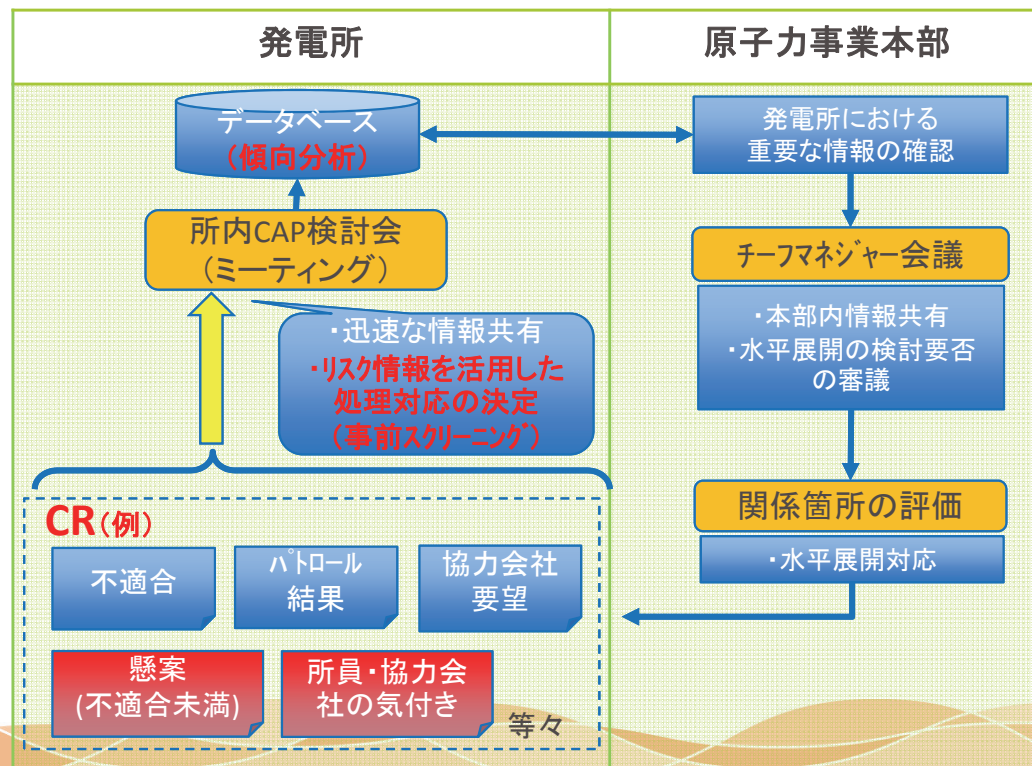 発電所
原子力事業本部
データベース
（傾向分析）
所内CAP検討会
（ミーティング）
・迅速な情報共有
・リスク情報を活用した
処理対応の決定
（事前ｽｸﾘｰﾆﾝｸﾞ）
CR（例）
不適合
ﾊﾟﾄロール
結果
協力会社
要望
懸案
(不適合未満)
所員・協力会
社の気付き
等々
発電所における
重要な情報の確認
ﾁｰﾌﾏﾈｼﾞｬｰ会議
・本部内情報共有
・水平展開の検討要否
の審議
関係箇所の評価
・水平展開対応